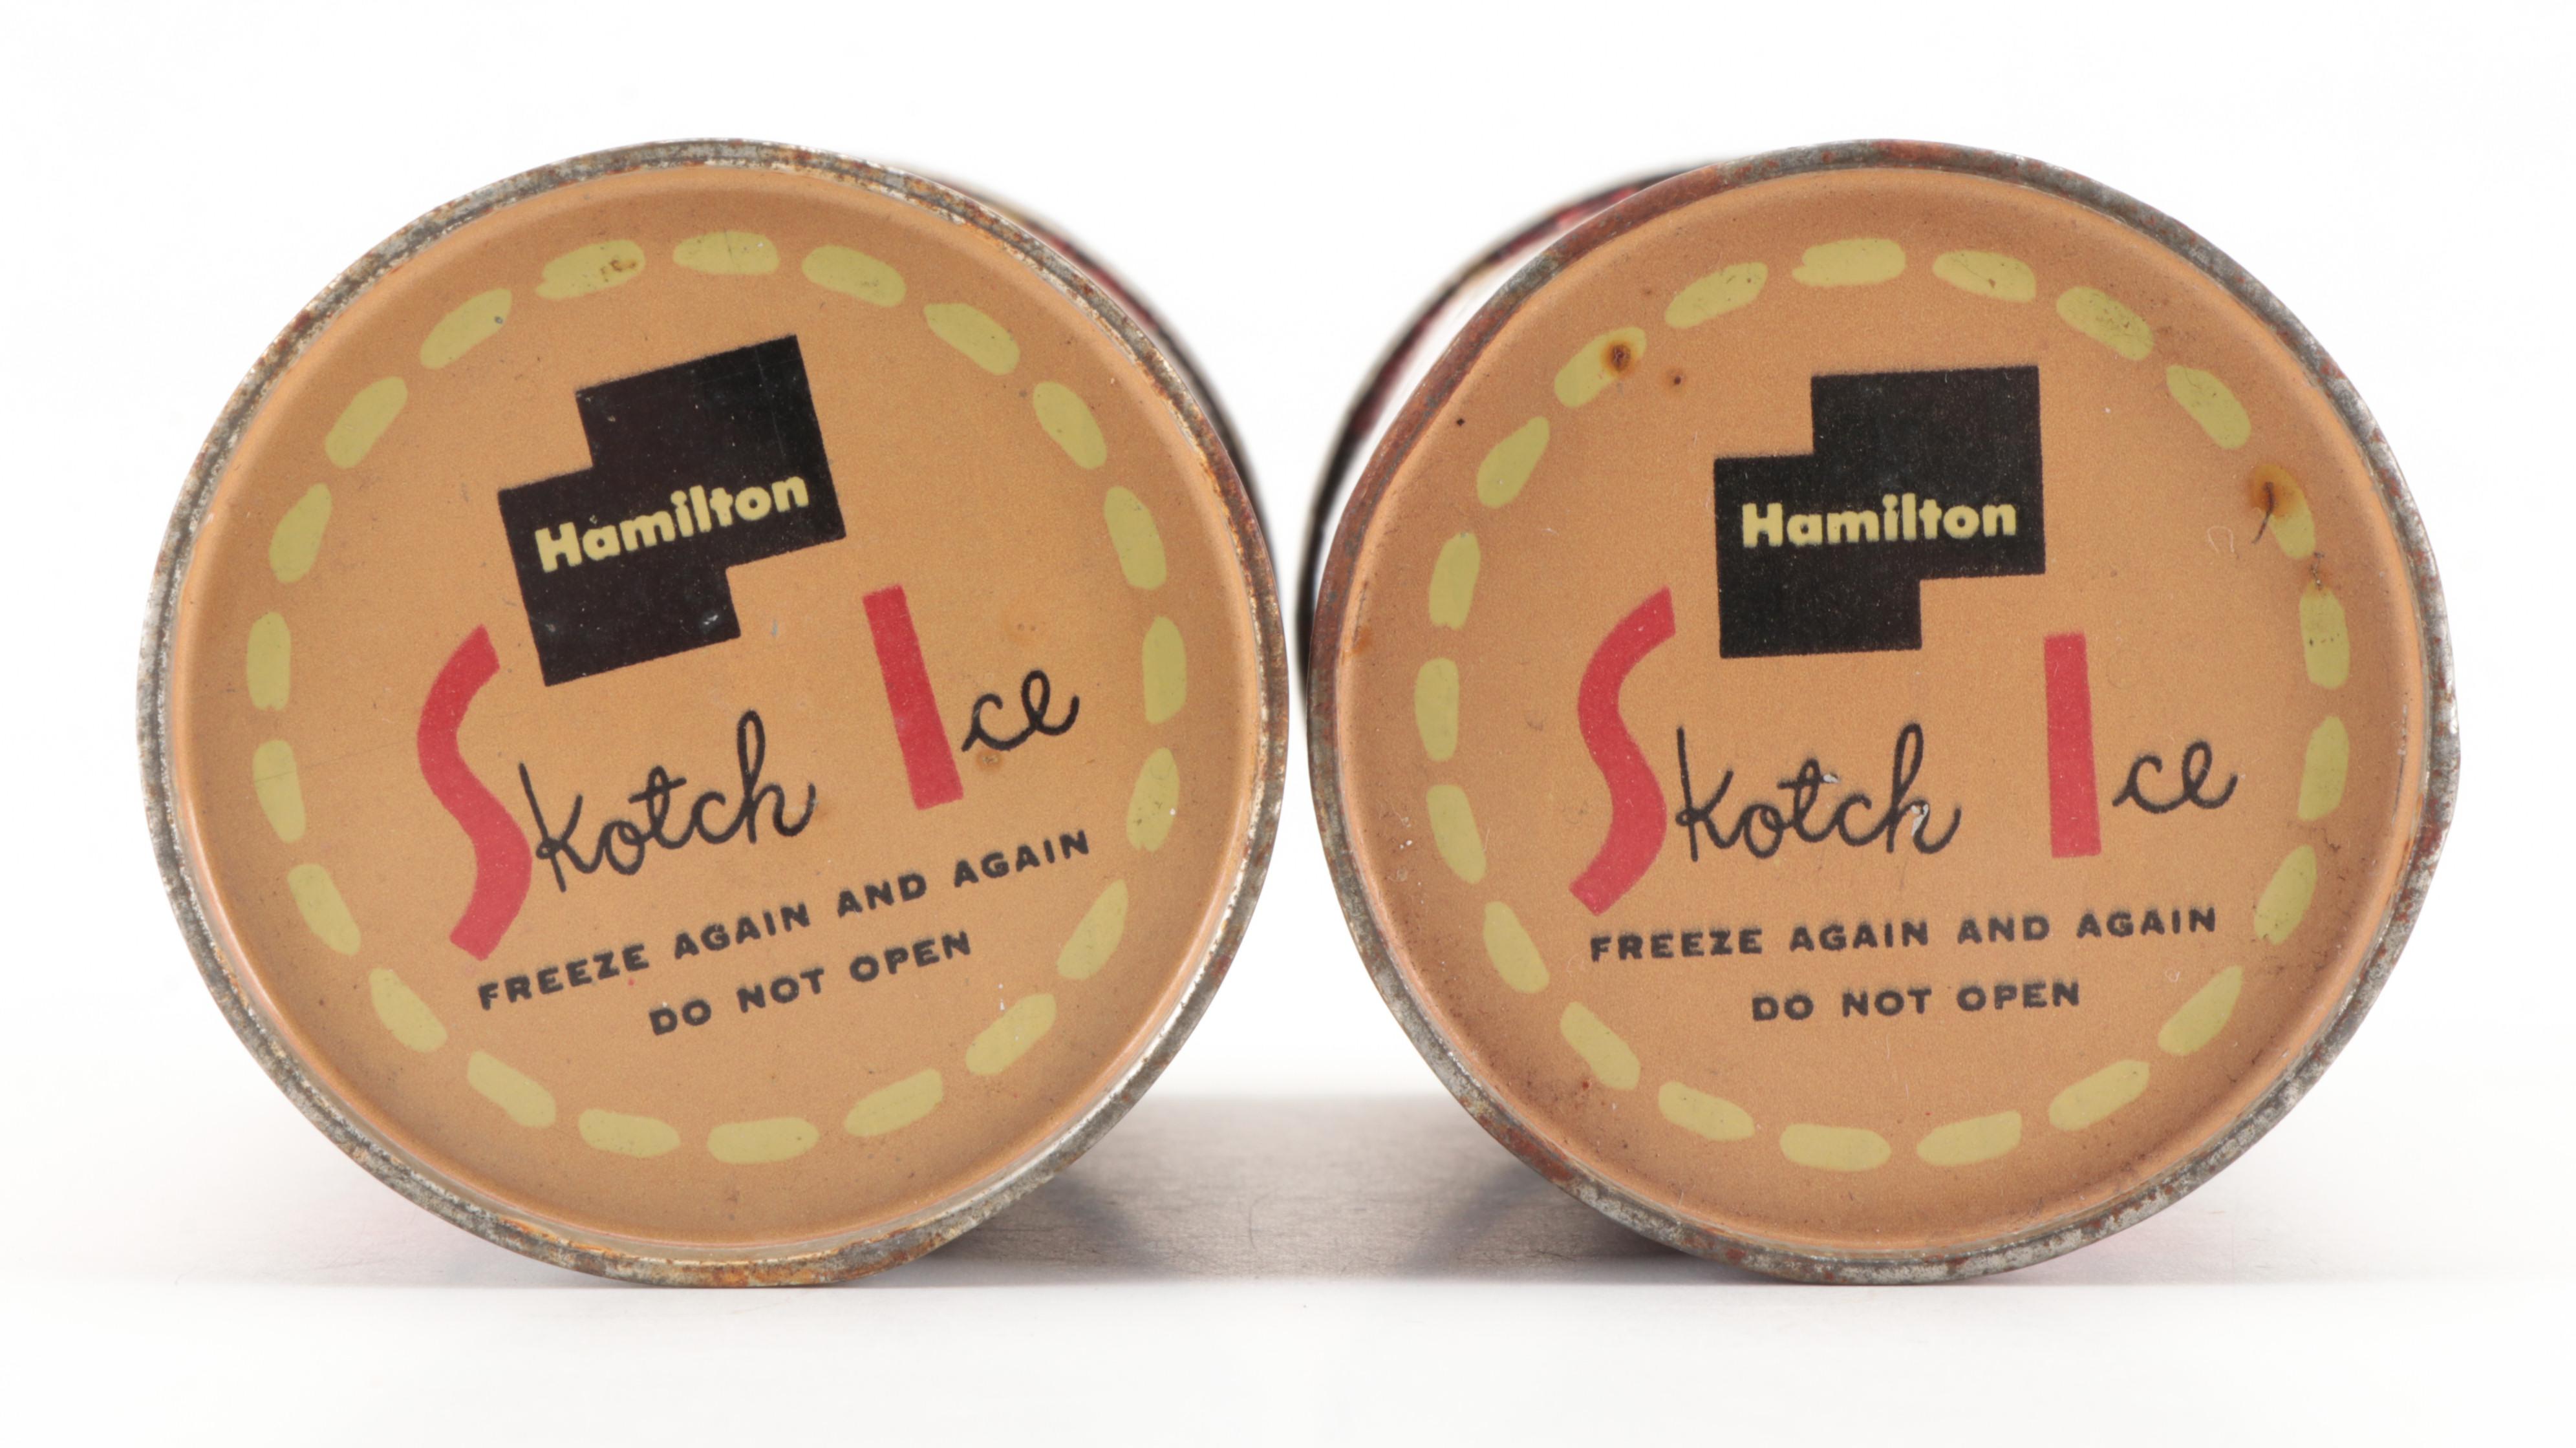 Hamilton
Skotch Ice
FREEZE AGAIN AND AGAIN
DO NOT OPEN
Hamilton
Skotch Ice
FREEZE AGAIN AND AGAIN
DO NOT OPEN